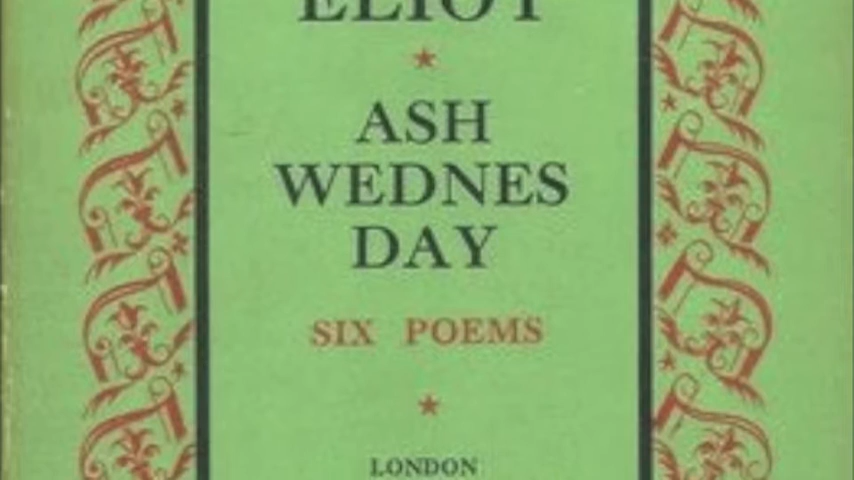 ELIOT
ASH
WEDNES
DAY
SIX POEMS
LONDON